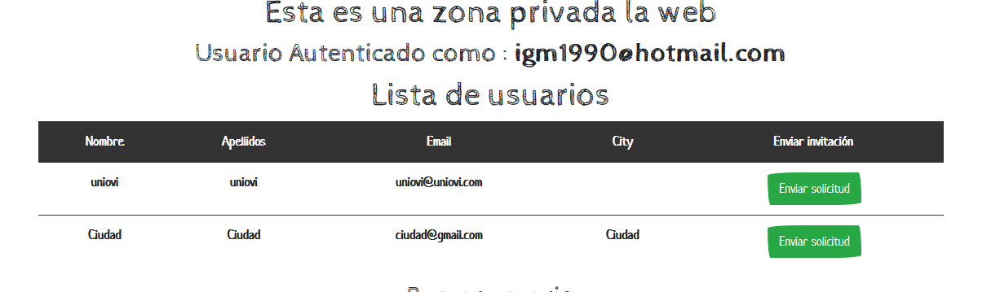 Esta es una zona privada la web
Usuario Autenticado como : igm1990@hotmail.com
Lista de usuarios
Nombre Apellidos Email City Enviar invitación
uniovi uniovi uniovi@uniovi.com Enviar solicitud
Ciudad Ciudad ciudad@gmail.com Ciudad Enviar solicitud